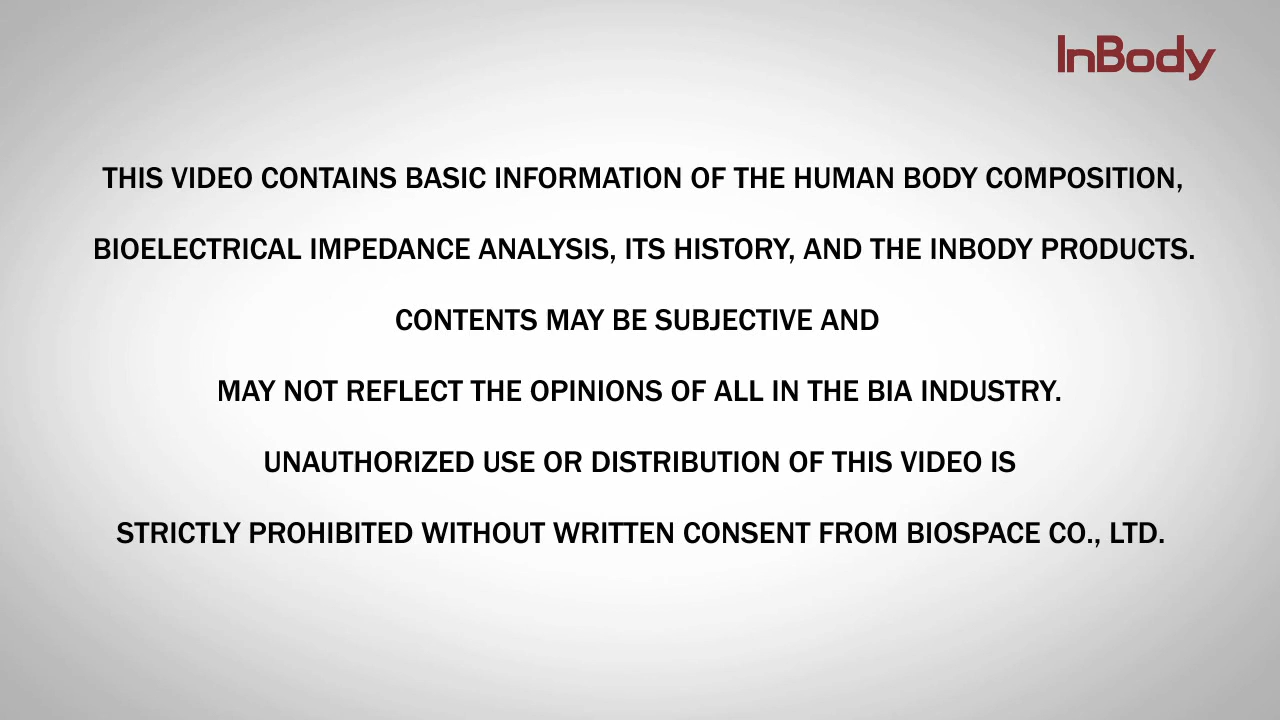 InBody
THIS VIDEO CONTAINS BASIC INFORMATION OF THE HUMAN BODY COMPOSITION,
BIOELECTRICAL IMPEDANCE ANALYSIS, ITS HISTORY, AND THE INBODY PRODUCTS.
CONTENTS MAY BE SUBJECTIVE AND
MAY NOT REFLECT THE OPINIONS OF ALL IN THE BIA INDUSTRY.
UNAUTHORIZED USE OR DISTRIBUTION OF THIS VIDEO IS
STRICTLY PROHIBITED WITHOUT WRITTEN CONSENT FROM BIOSPACE CO., LTD.